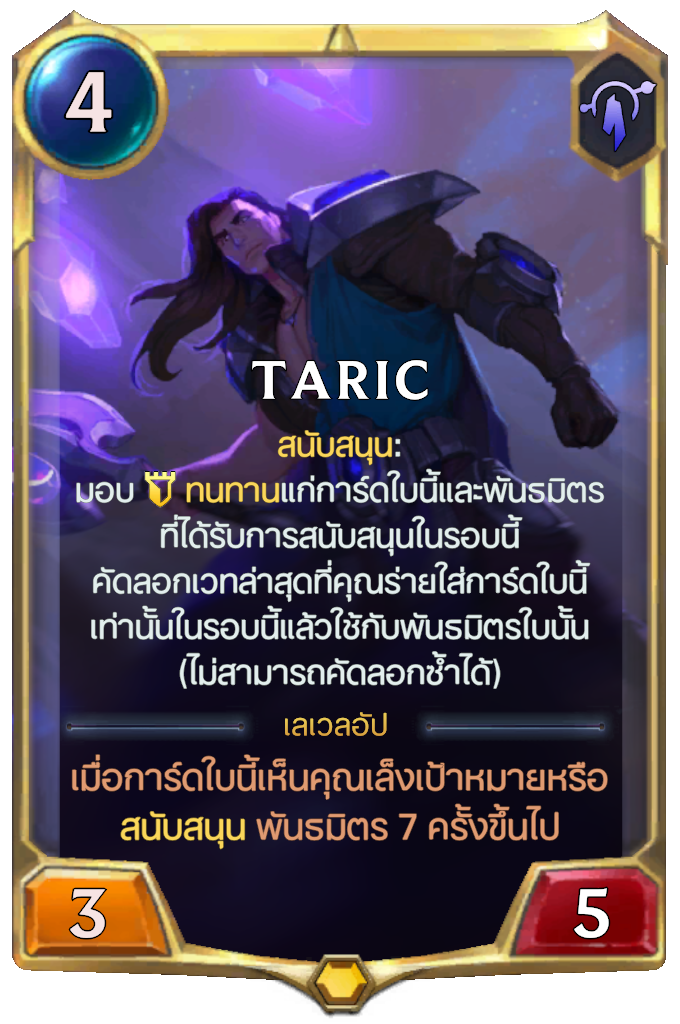 4
TARIC
สนับสนุน:
มอบ ทนทานแก่การ์ดใบนี้และพันธมิตร
ที่ได้รับการสนับสนุนในรอบนี้
คัดลอกเวทล่าสุดที่คุณร่ายใส่การ์ดใบนี้
เท่านั้นในรอบนี้แล้วใช้กับพันธมิตรใบนั้น
(ไม่สามารถคัดลอกซ้ำได้)
เลเวลอัป
เมื่อการ์ดใบนี้เห็นคุณเล็งเป้าหมายหรือ
สนับสนุน พันธมิตร 7 ครั้งขึ้นไป
3
5